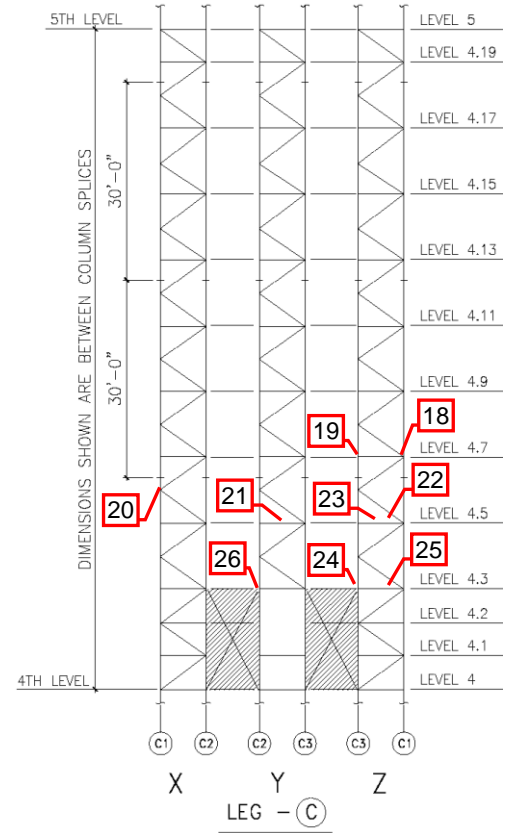 5TH LEVEL
LEVEL 5
LEVEL 4.19
LEVEL 4.17
LEVEL 4.15
LEVEL 4.13
LEVEL 4.11
LEVEL 4.9
LEVEL 4.7
LEVEL 4.5
LEVEL 4.3
LEVEL 4.2
LEVEL 4.1
4TH LEVEL
LEVEL 4
DIMENSIONS SHOWN ARE BETWEEN COLUMN SPLICES
30'-0"
30'-0"
18
19
20
21
22
23
24
25
26
C1 C2 C2 C3 C3 C1
X Y Z
LEG - C